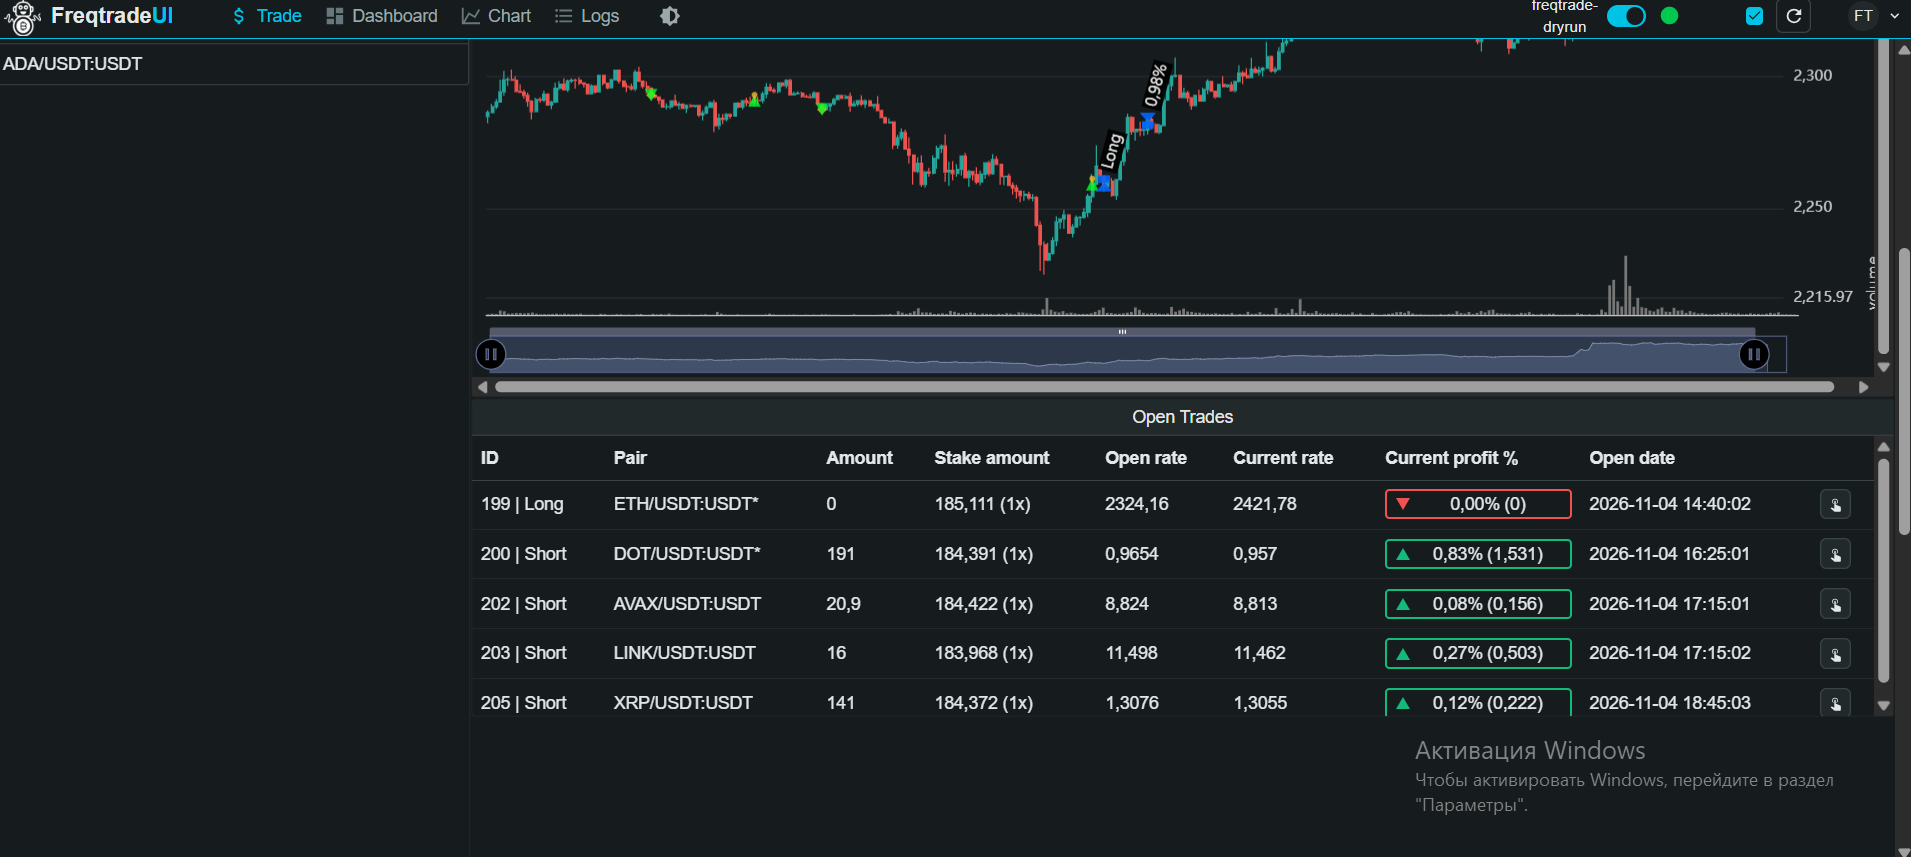 FreqtradeUI
$ Trade
Dashboard
Chart
Logs
freqtrade-
dryrun
FT
ADA/USDT:USDT
0,98%
Long
2,300
2,250
2,215.97
volume
Open Trades
ID Pair Amount Stake amount Open rate Current rate Current profit % Open date
199 | Long ETH/USDT:USDT* 0 185,111 (1x) 2324,16 2421,78 0,00% (0) 2026-11-04 14:40:02
200 | Short DOT/USDT:USDT* 191 184,391 (1x) 0,9654 0,957 0,83% (1,531) 2026-11-04 16:25:01
202 | Short AVAX/USDT:USDT 20,9 184,422 (1x) 8,824 8,813 0,08% (0,156) 2026-11-04 17:15:01
203 | Short LINK/USDT:USDT 16 183,968 (1x) 11,498 11,462 0,27% (0,503) 2026-11-04 17:15:02
205 | Short XRP/USDT:USDT 141 184,372 (1x) 1,3076 1,3055 0,12% (0,222) 2026-11-04 18:45:03
Активация Windows
Чтобы активировать Windows, перейдите в раздел
"Параметры".